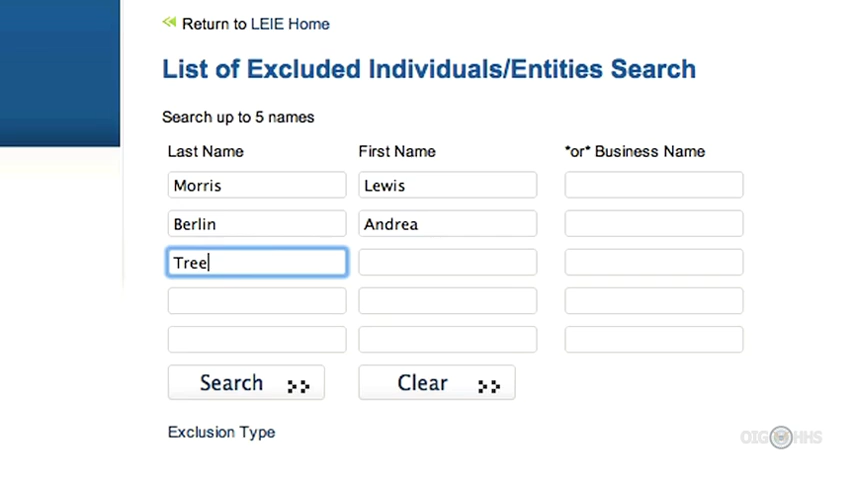 Return to LEIE Home
List of Excluded Individuals/Entities Search
Search up to 5 names
Last Name First Name *or* Business Name
Morris Lewis
Berlin Andrea
Tree
Search Clear
Exclusion Type
OIG HHS